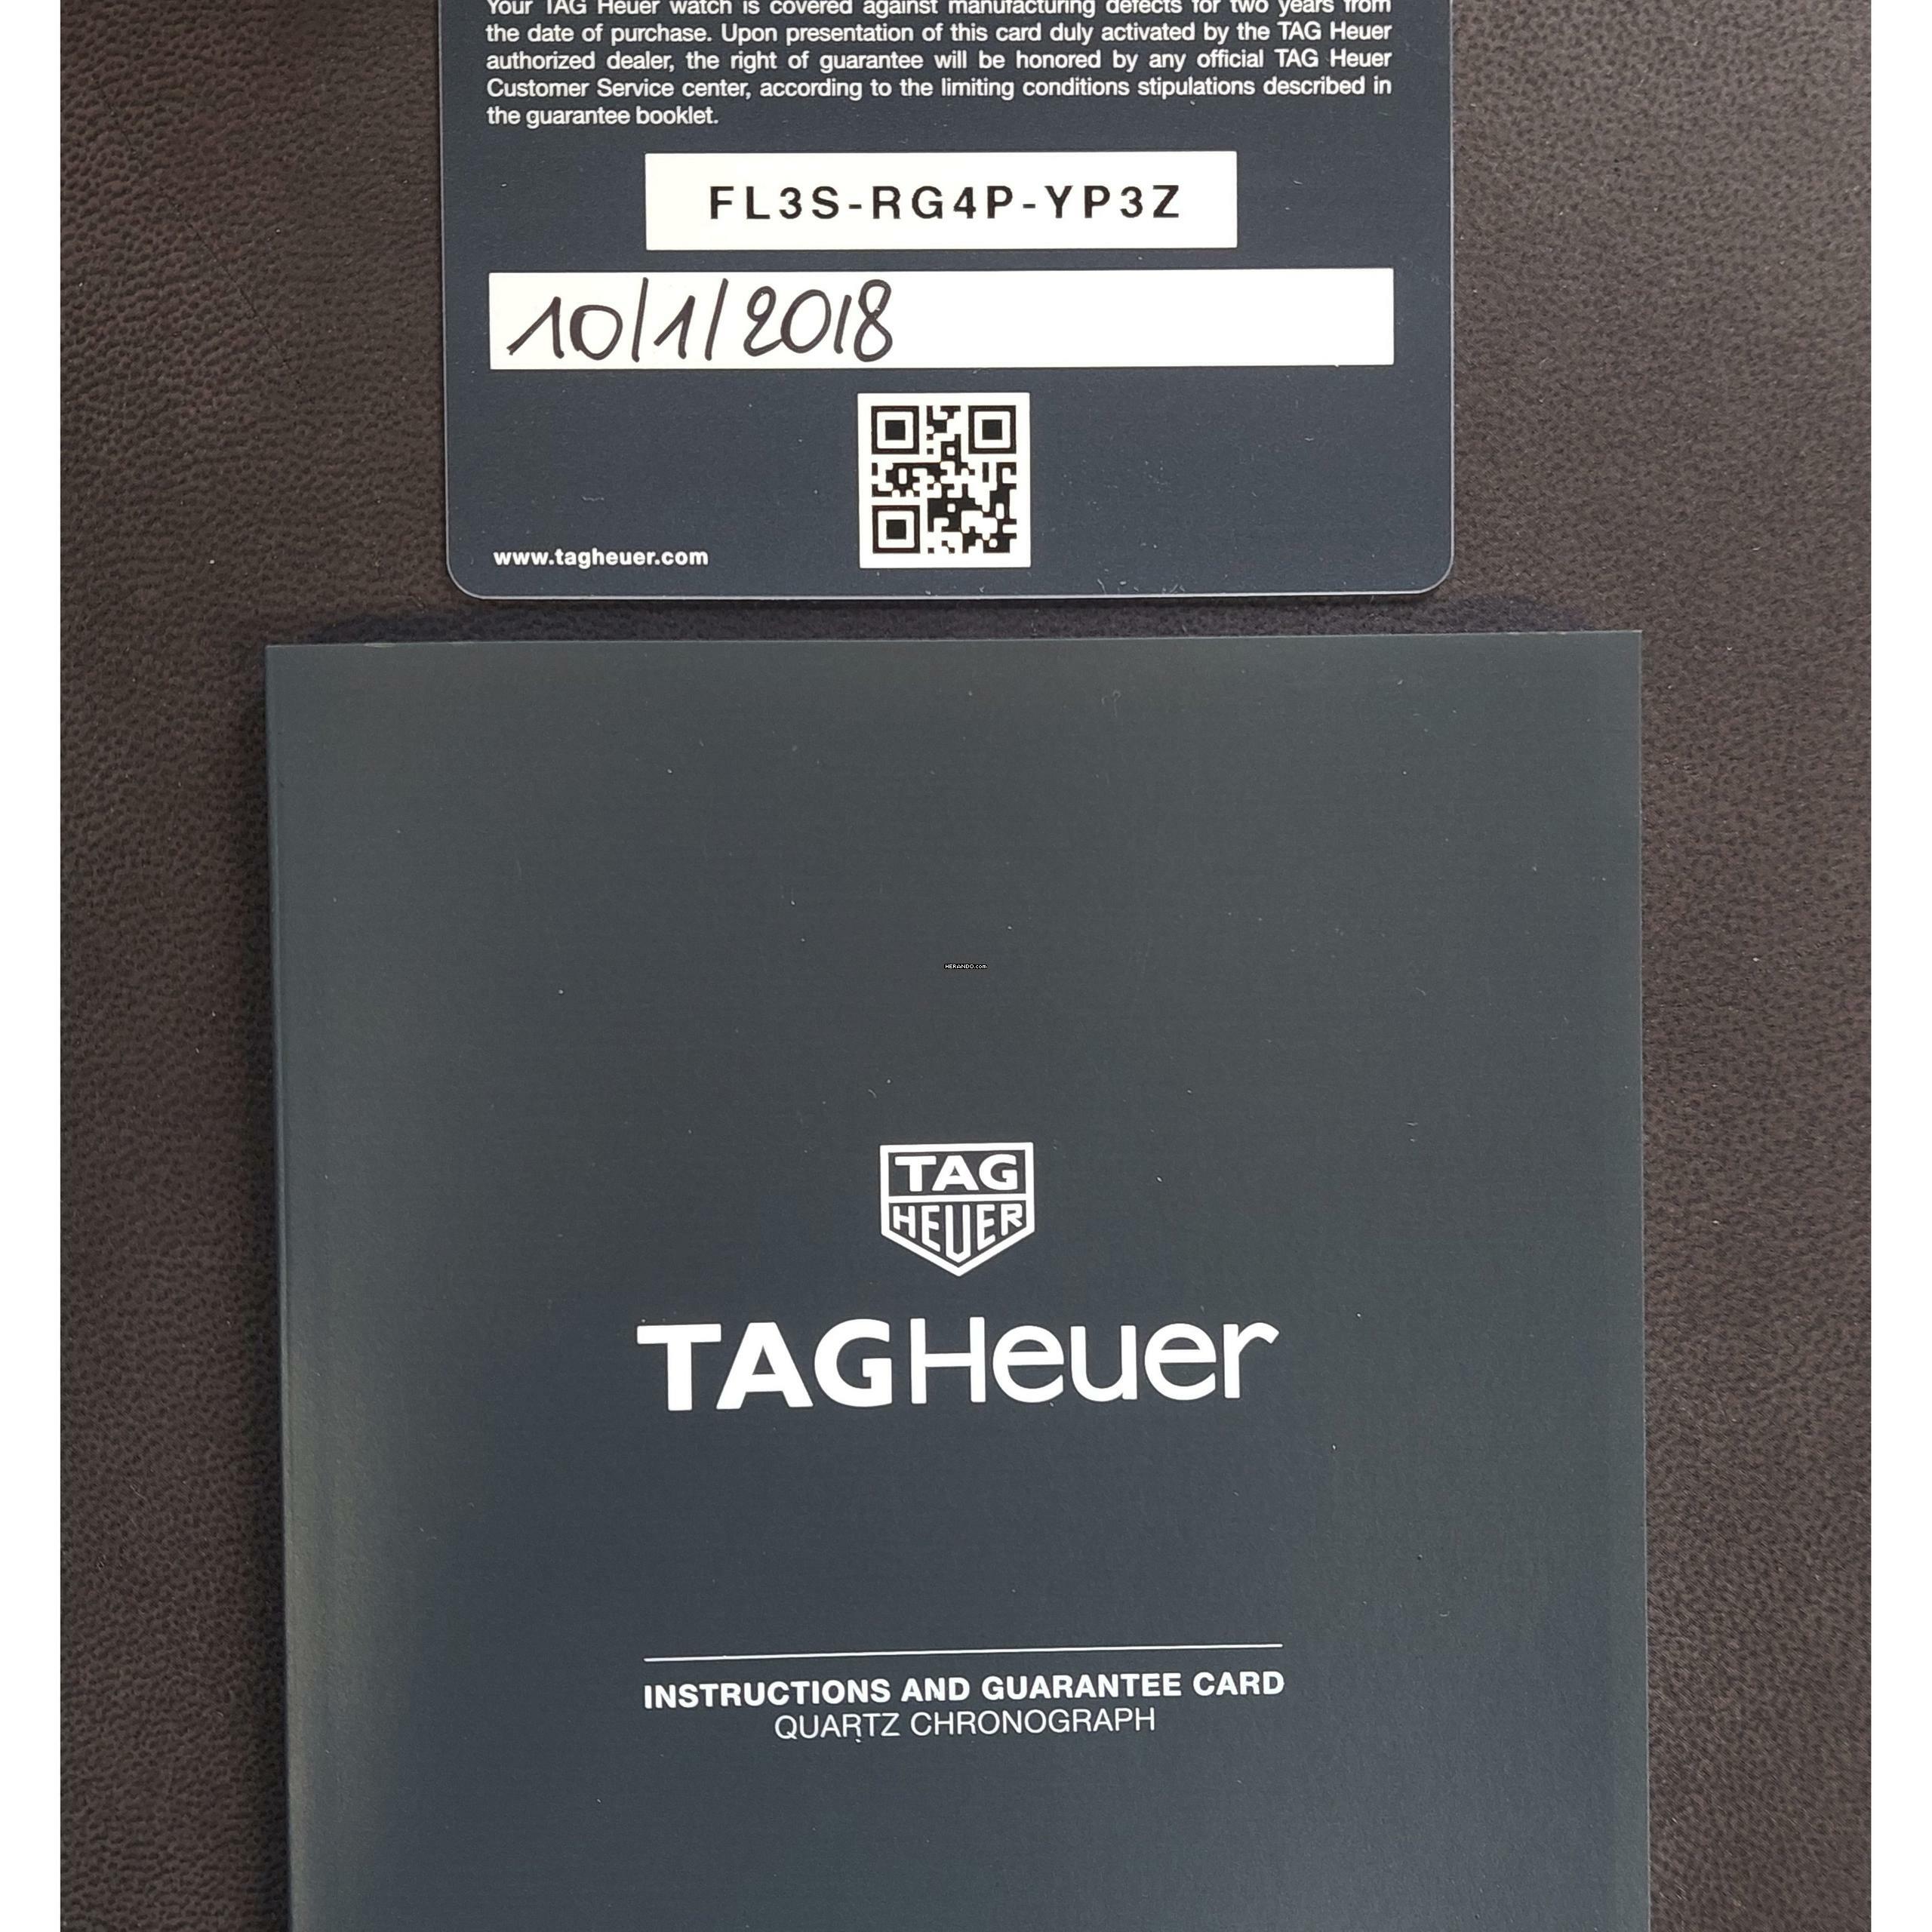 Your TAG Heuer watch is covered against manufacturing defects for two years from
the date of purchase. Upon presentation of this card duly activated by the TAG Heuer
authorized dealer, the right of guarantee will be honored by any official TAG Heuer
Customer Service center, according to the limiting conditions stipulations described in
the guarantee booklet.
FL3S-RG4P-YP3Z
10/1/2018
www.tagheuer.com
HERANDO.com
TAG
HEUER
TAGHeuer
INSTRUCTIONS AND GUARANTEE CARD
QUARTZ CHRONOGRAPH